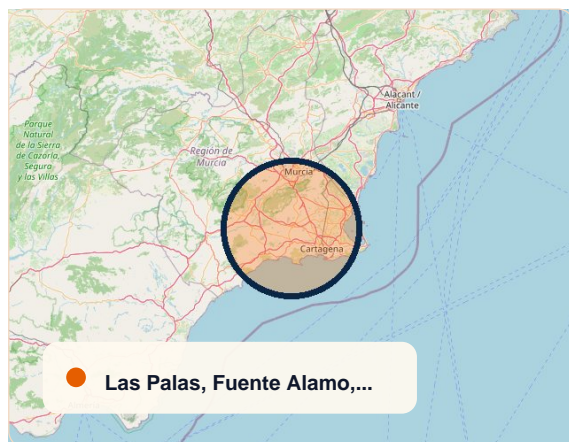 Alacant /
Alicante
Parque
Natural
de la Sierra
de Cazorla,
Segura
y las Villas
Región de
Murcia
Murcia
Cartagena
Las Palas, Fuente Alamo,...